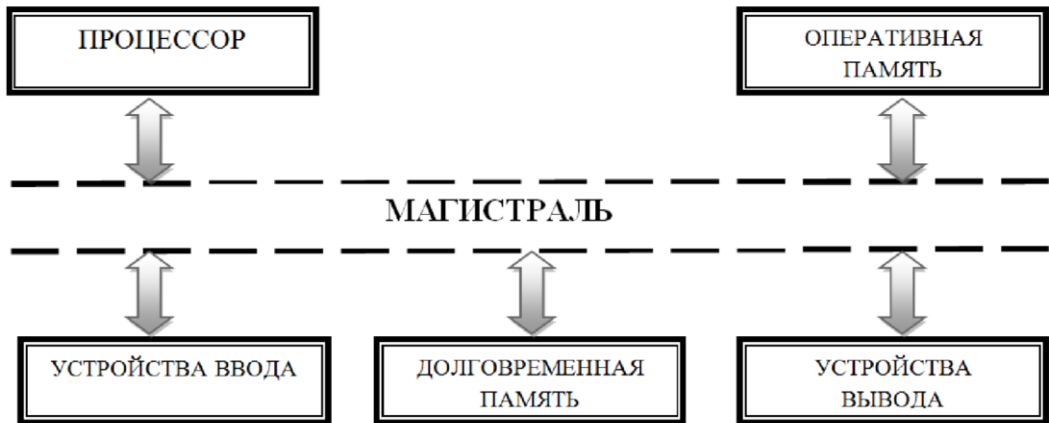 ПРОЦЕССОР
ОПЕРАТИВНАЯ
ПАМЯТЬ
МАГИСТРАЛЬ
УСТРОЙСТВА ВВОДА
ДОЛГОВРЕМЕННАЯ
ПАМЯТЬ
УСТРОЙСТВА
ВЫВОДА